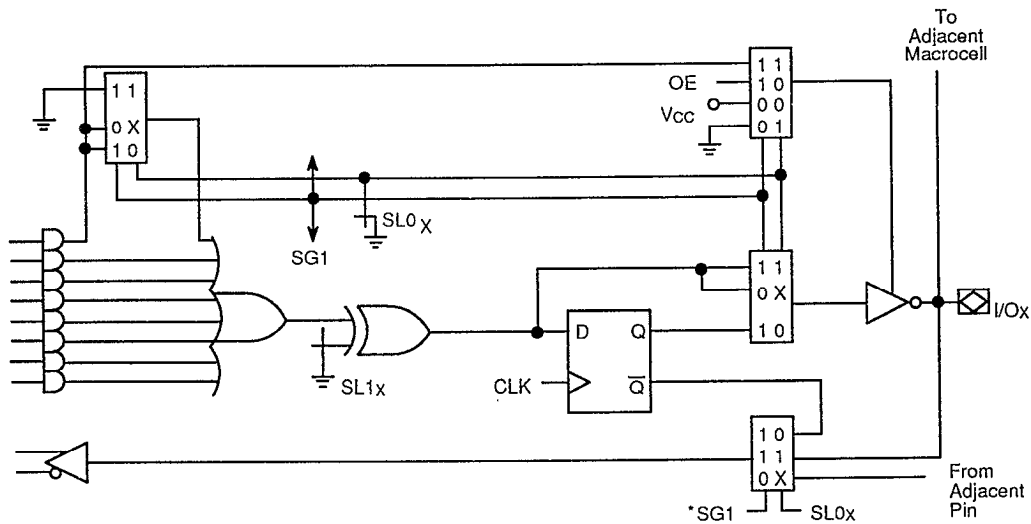 To
Adjacent
Macrocell
1 1
OE
1 0
VCC
0 0
0 1
1 1
0 X
1 0
SL0X
SG1
1 1
0 X
1 0
I/Ox
D
Q
CLK
Q̅
SL1x
1 0
1 1
0 X
From
Adjacent
Pin
*SG1
SL0x